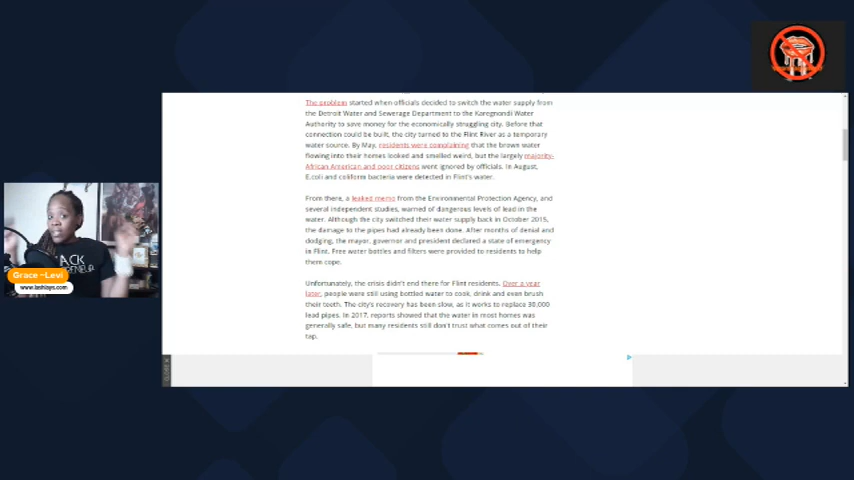 The problem started when officials decided to switch the water supply from
the Detroit Water and Sewerage Department to the Karegnondi Water
Authority to save money for the economically struggling city. Before that
connection could be built, the city turned to the Flint River as a temporary
water source. By May, residents were complaining that the brown water
flowing into their homes looked and smelled weird, but the largely majority-
African American and poor citizens went ignored by officials. In August,
E.coli and coliform bacteria were detected in Flint's water.
From there, a leaked memo from the Environmental Protection Agency, and
several independent studies, warned of dangerous levels of lead in the
water. Although the city switched their water supply back in October 2015,
the damage to the pipes had already been done. After months of denial and
dodging, the mayor, governor and president declared a state of emergency
in Flint. Free water bottles and filters were provided to residents to help
them cope.
Unfortunately, the crisis didn't end there for Flint residents. Over a year
later, people were still using bottled water to cook, drink and even brush
their teeth. The city's recovery has been slow, as it works to replace 30,000
lead pipes. In 2017, reports showed that the water in most homes was
generally safe, but many residents still don't trust what comes out of their
tap.
Grace-Levi
www.lashlays.com